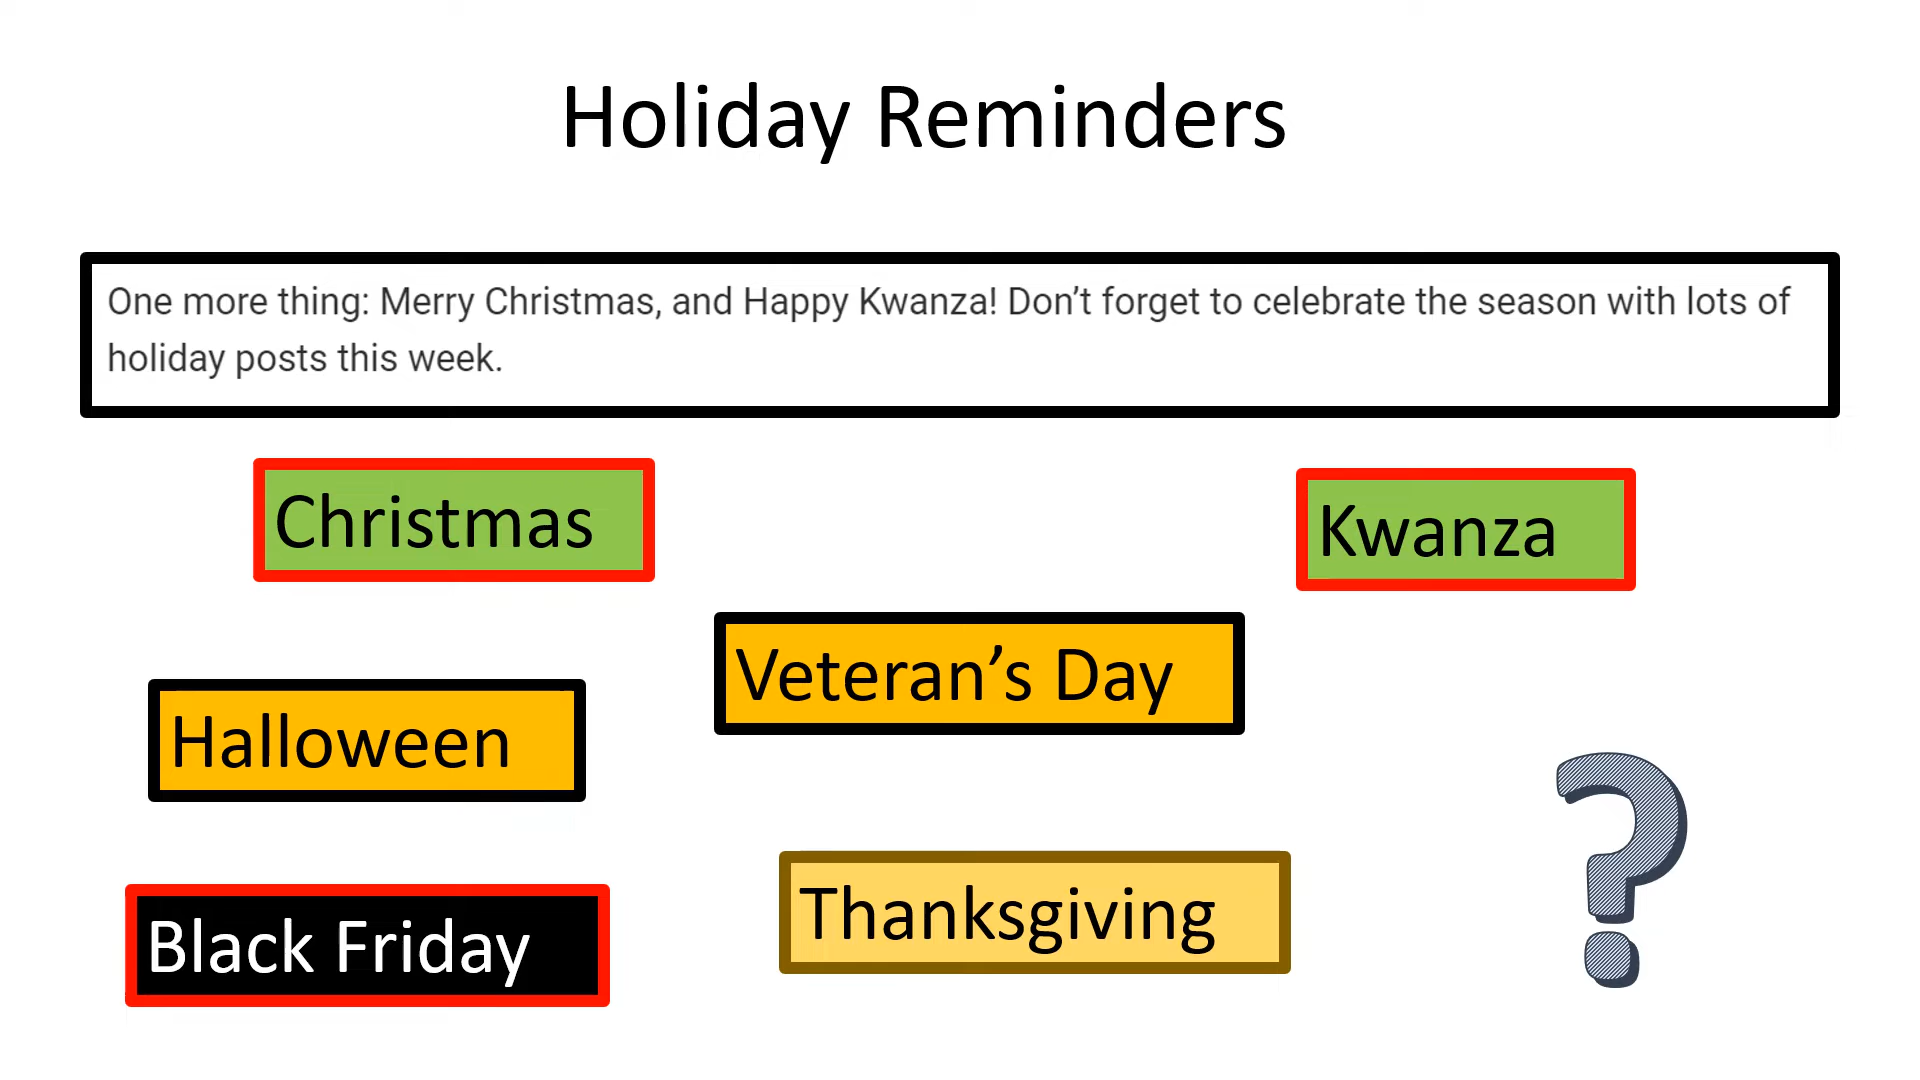 Holiday Reminders
One more thing: Merry Christmas, and Happy Kwanza! Don’t forget to celebrate the season with lots of
holiday posts this week.
Christmas
Kwanza
Veteran’s Day
Halloween
Thanksgiving
Black Friday
?